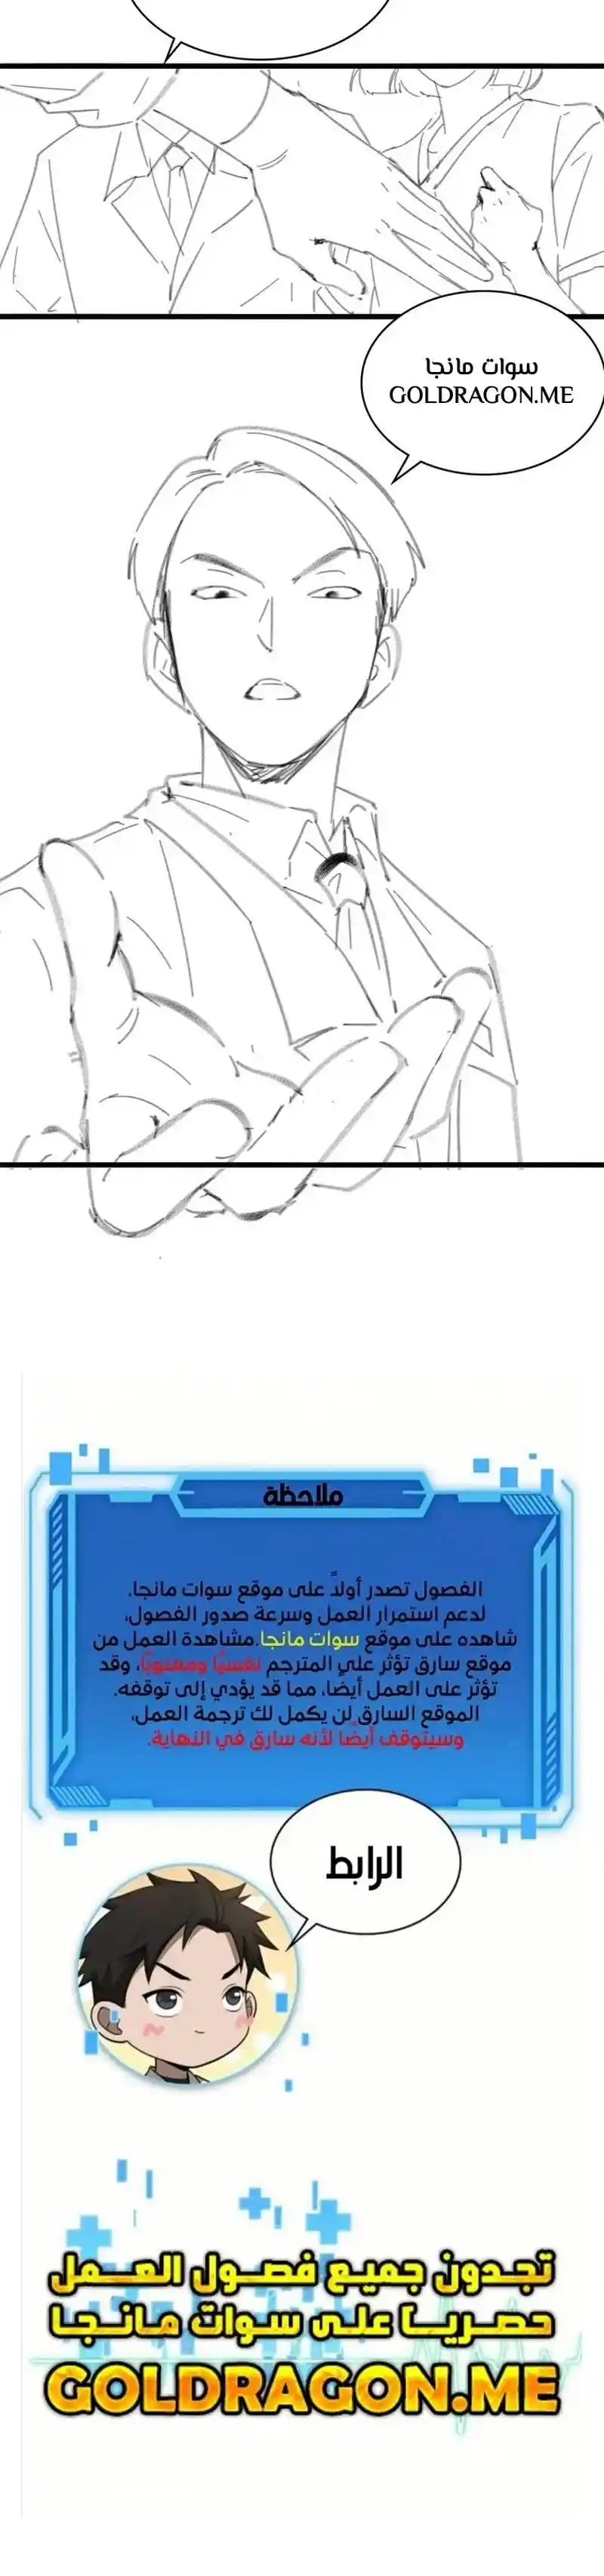 سوات مانجا
GOLDRAGON.ME
ملاحظة
الفصول تصدر أولاً على موقع سوات مانجا.
لدعم استمرار العمل وسرعة صدور الفصول،
شاهده على موقع سوات مانجا.مشاهدة العمل من
موقع سارق تؤثر على المترجم نفسيًا ومعنويًا، وقد
تؤثر على العمل أيضًا، مما قد يؤدي إلى توقفه.
الموقع السارق لن يكمل لك ترجمة العمل،
وسيتوقف أيضًا لأنه سارق في النهاية.
الرابط
تجدون جميع فصول العمل
حصرياً على سوات مانجا
GOLDRAGON.ME